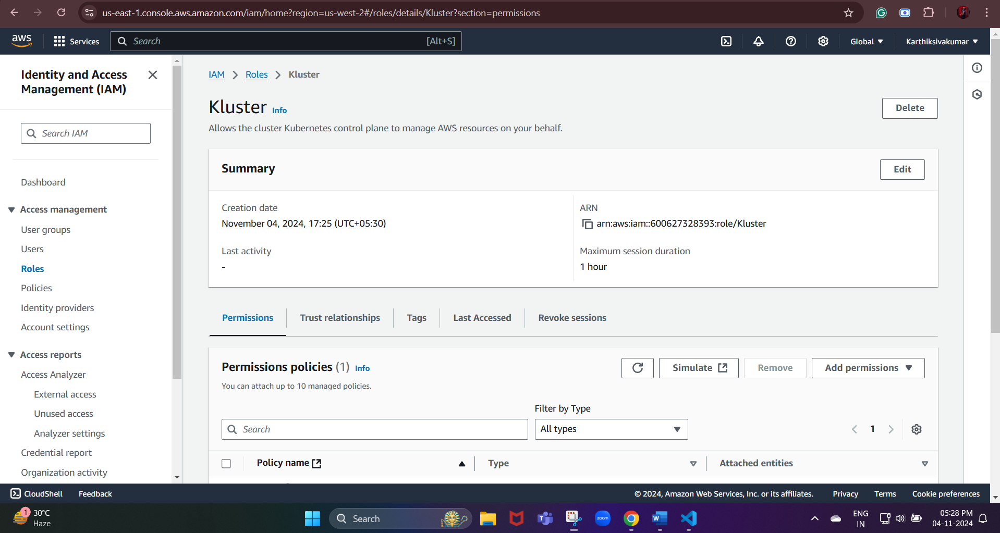 us-east-1.console.aws.amazon.com/iam/home?region=us-west-2#/roles/details/Kluster?section=permissions
aws
Services
Search
[Alt+S]
Global
Karthiksivakumar
Identity and Access
Management (IAM)
Search IAM
Dashboard
Access management
User groups
Users
Roles
Policies
Identity providers
Account settings
Access reports
Access Analyzer
External access
Unused access
Analyzer settings
Credential report
Organization activity
IAM
Roles
Kluster
Kluster Info
Delete
Allows the cluster Kubernetes control plane to manage AWS resources on your behalf.
Summary
Edit
Creation date
November 04, 2024, 17:25 (UTC+05:30)
ARN
arn:aws:iam::600627328393:role/Kluster
Last activity
-
Maximum session duration
1 hour
Permissions
Trust relationships
Tags
Last Accessed
Revoke sessions
Permissions policies (1) Info
Simulate
Remove
Add permissions
You can attach up to 10 managed policies.
Filter by Type
Search
All types
1
Policy name
Type
Attached entities
CloudShell
Feedback
© 2024, Amazon Web Services, Inc. or its affiliates.
Privacy
Terms
Cookie preferences
1
30°C
Haze
Search
zoom
ENG
IN
05:28 PM
04-11-2024